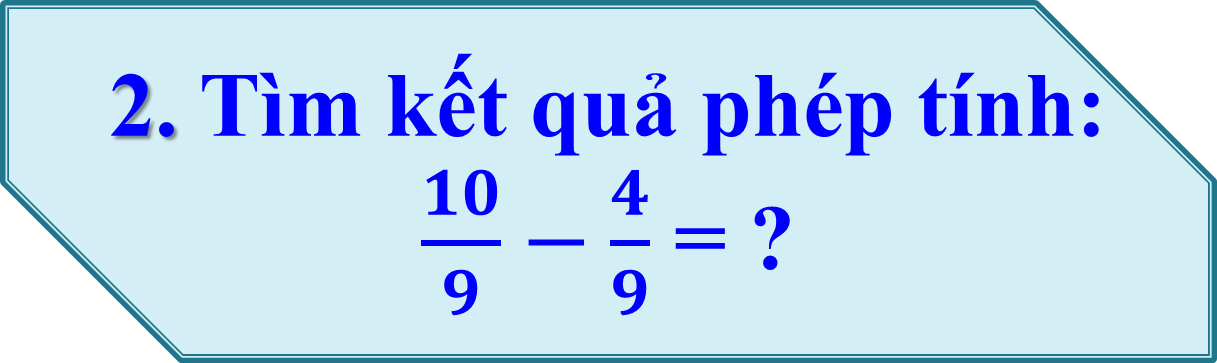 2. Tìm kết quả phép tính:
10/9 − 4/9 = ?